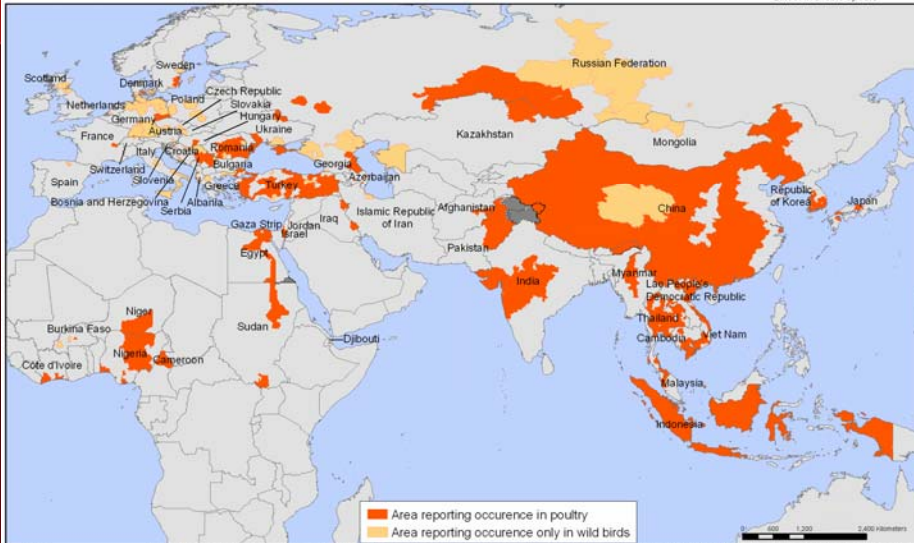 Sweden
Scotland
Denmark
Russian Federation
Czech Republic
Netherlands
Poland
Slovakia
Germany
Hungary
Austria
Ukraine
France
Kazakhstan
Italy
Croatia
Romania
Mongolia
Bulgaria
Georgia
Switzerland
Azerbaijan
Spain
Slovenia
Greece
Turkey
Bosnia and Herzegovina
Albania
Serbia
Republic
of Korea
Japan
China
Afghanistan
Islamic Republic
of Iran
Iraq
Gaza Strip
Jordan
Israel
Egypt
Pakistan
India
Myanmar
Lao People's
Democratic Republic
Niger
Thailand
Sudan
Burkina Faso
Viet Nam
Djibouti
Cambodia
Nigeria
Cameroon
Côte d'Ivoire
Malaysia
Indonesia
Area reporting occurence in poultry
Area reporting occurence only in wild birds
0 600 1,200 2,400 Kilometers